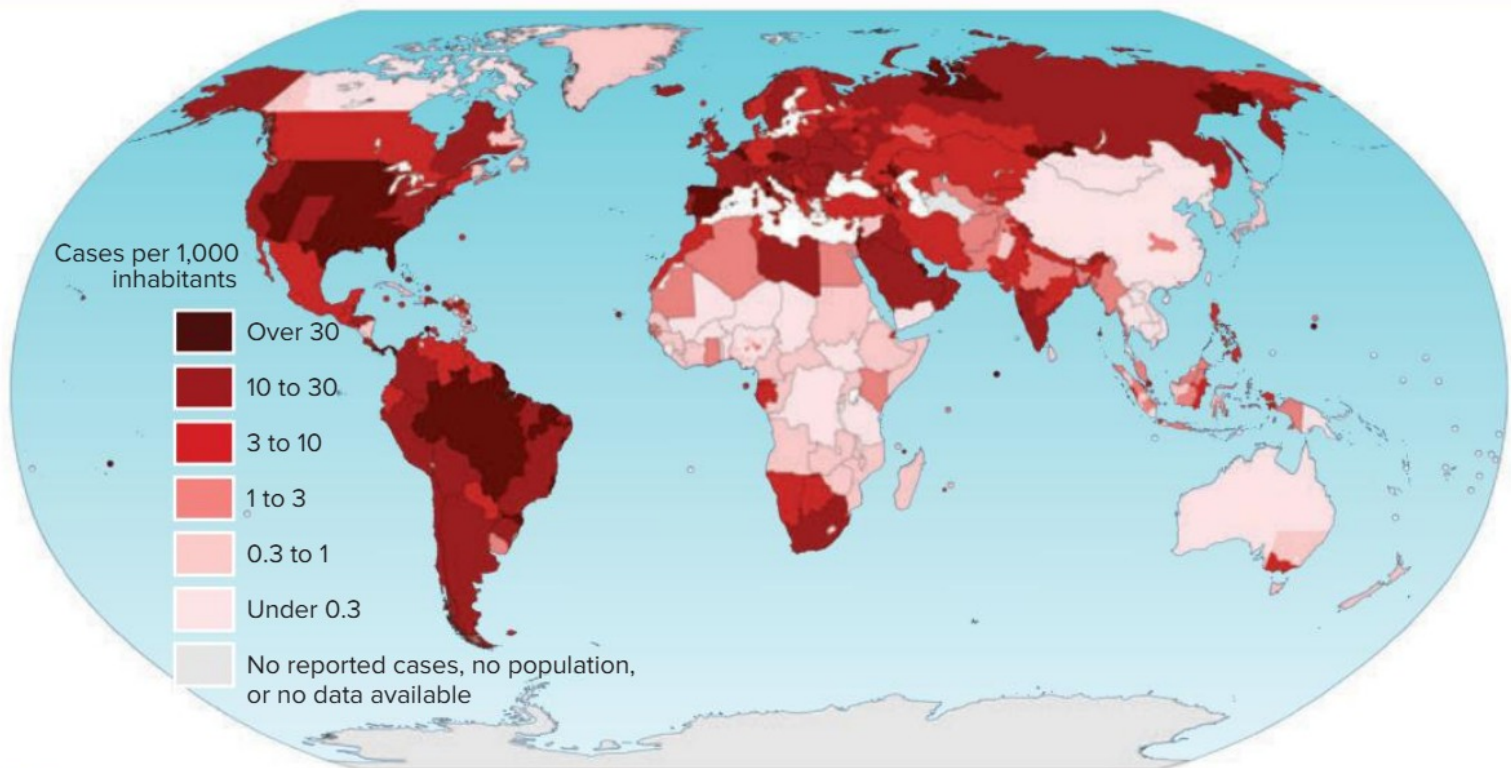 Cases per 1,000
inhabitants
Over 30
10 to 30
3 to 10
1 to 3
0.3 to 1
Under 0.3
No reported cases, no population,
or no data available